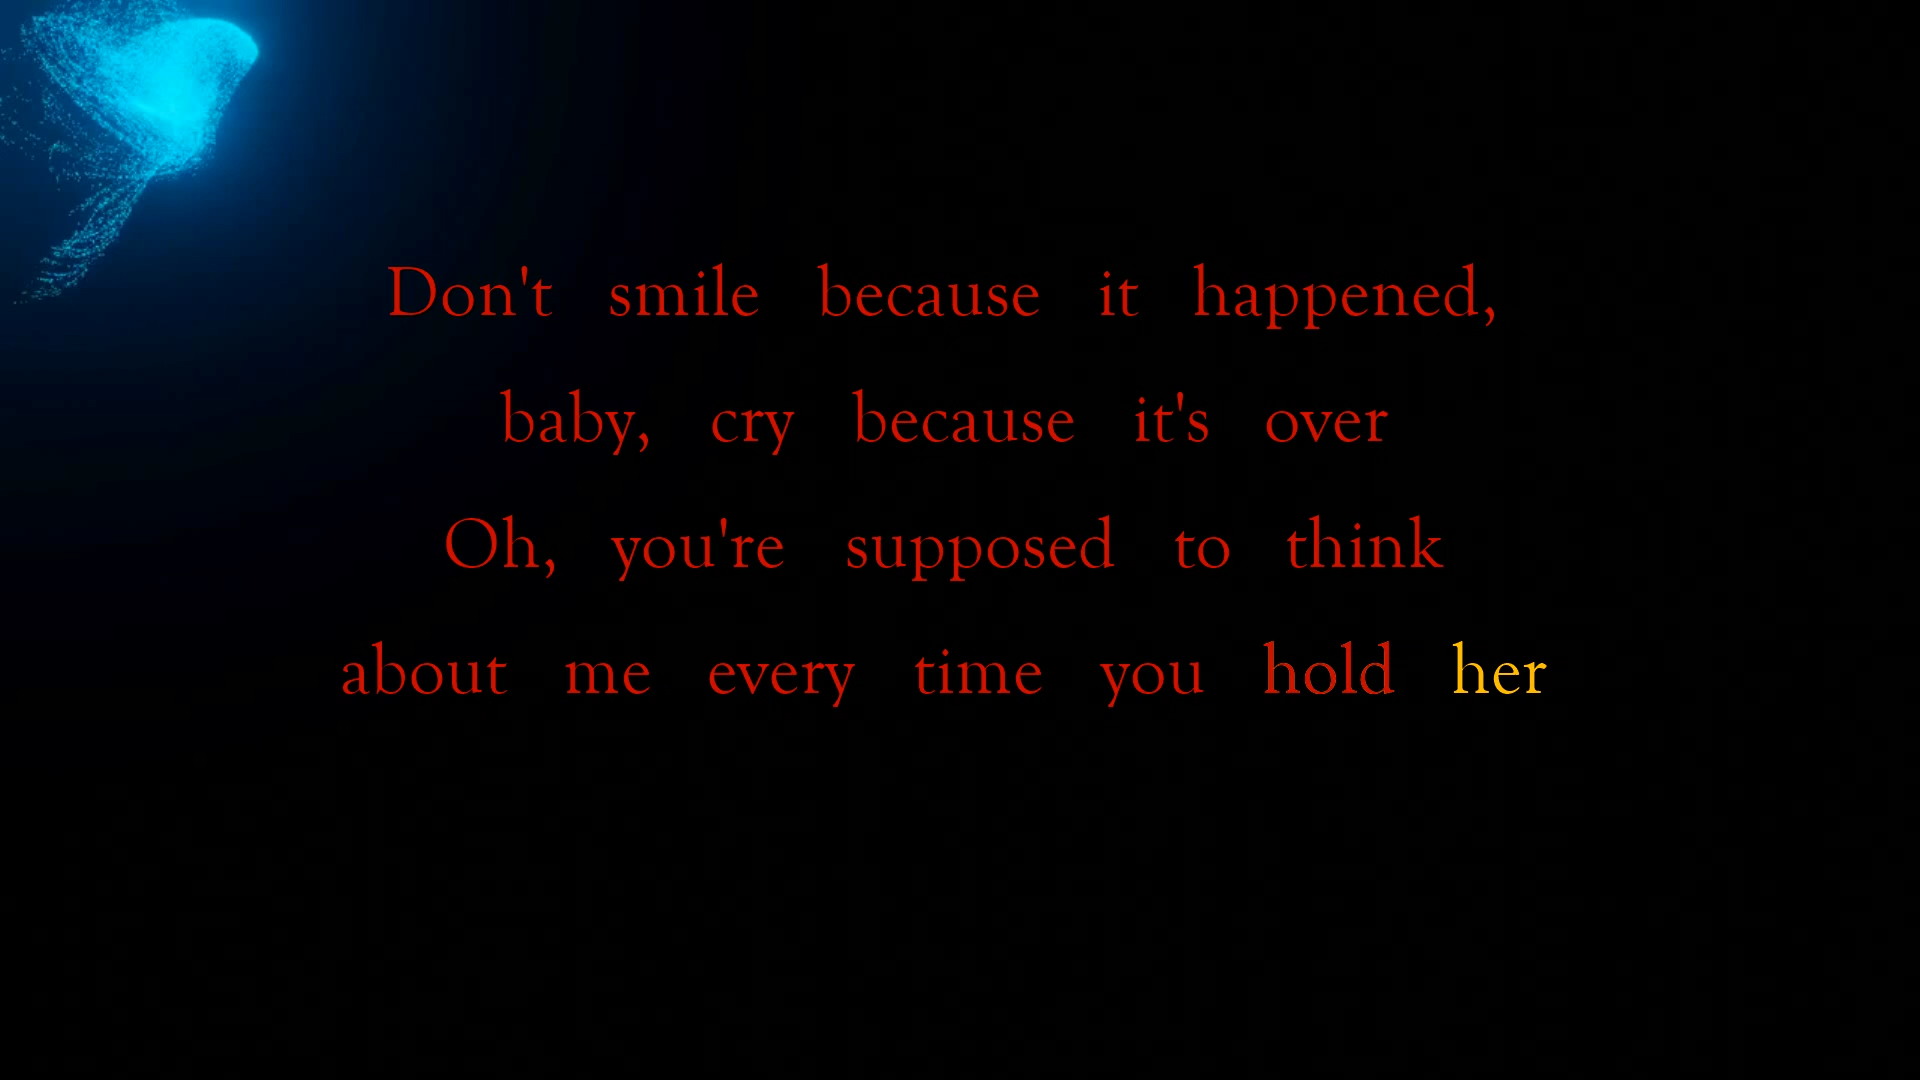 Don't smile because it happened,
baby, cry because it's over
Oh, you're supposed to think
about me every time you hold her